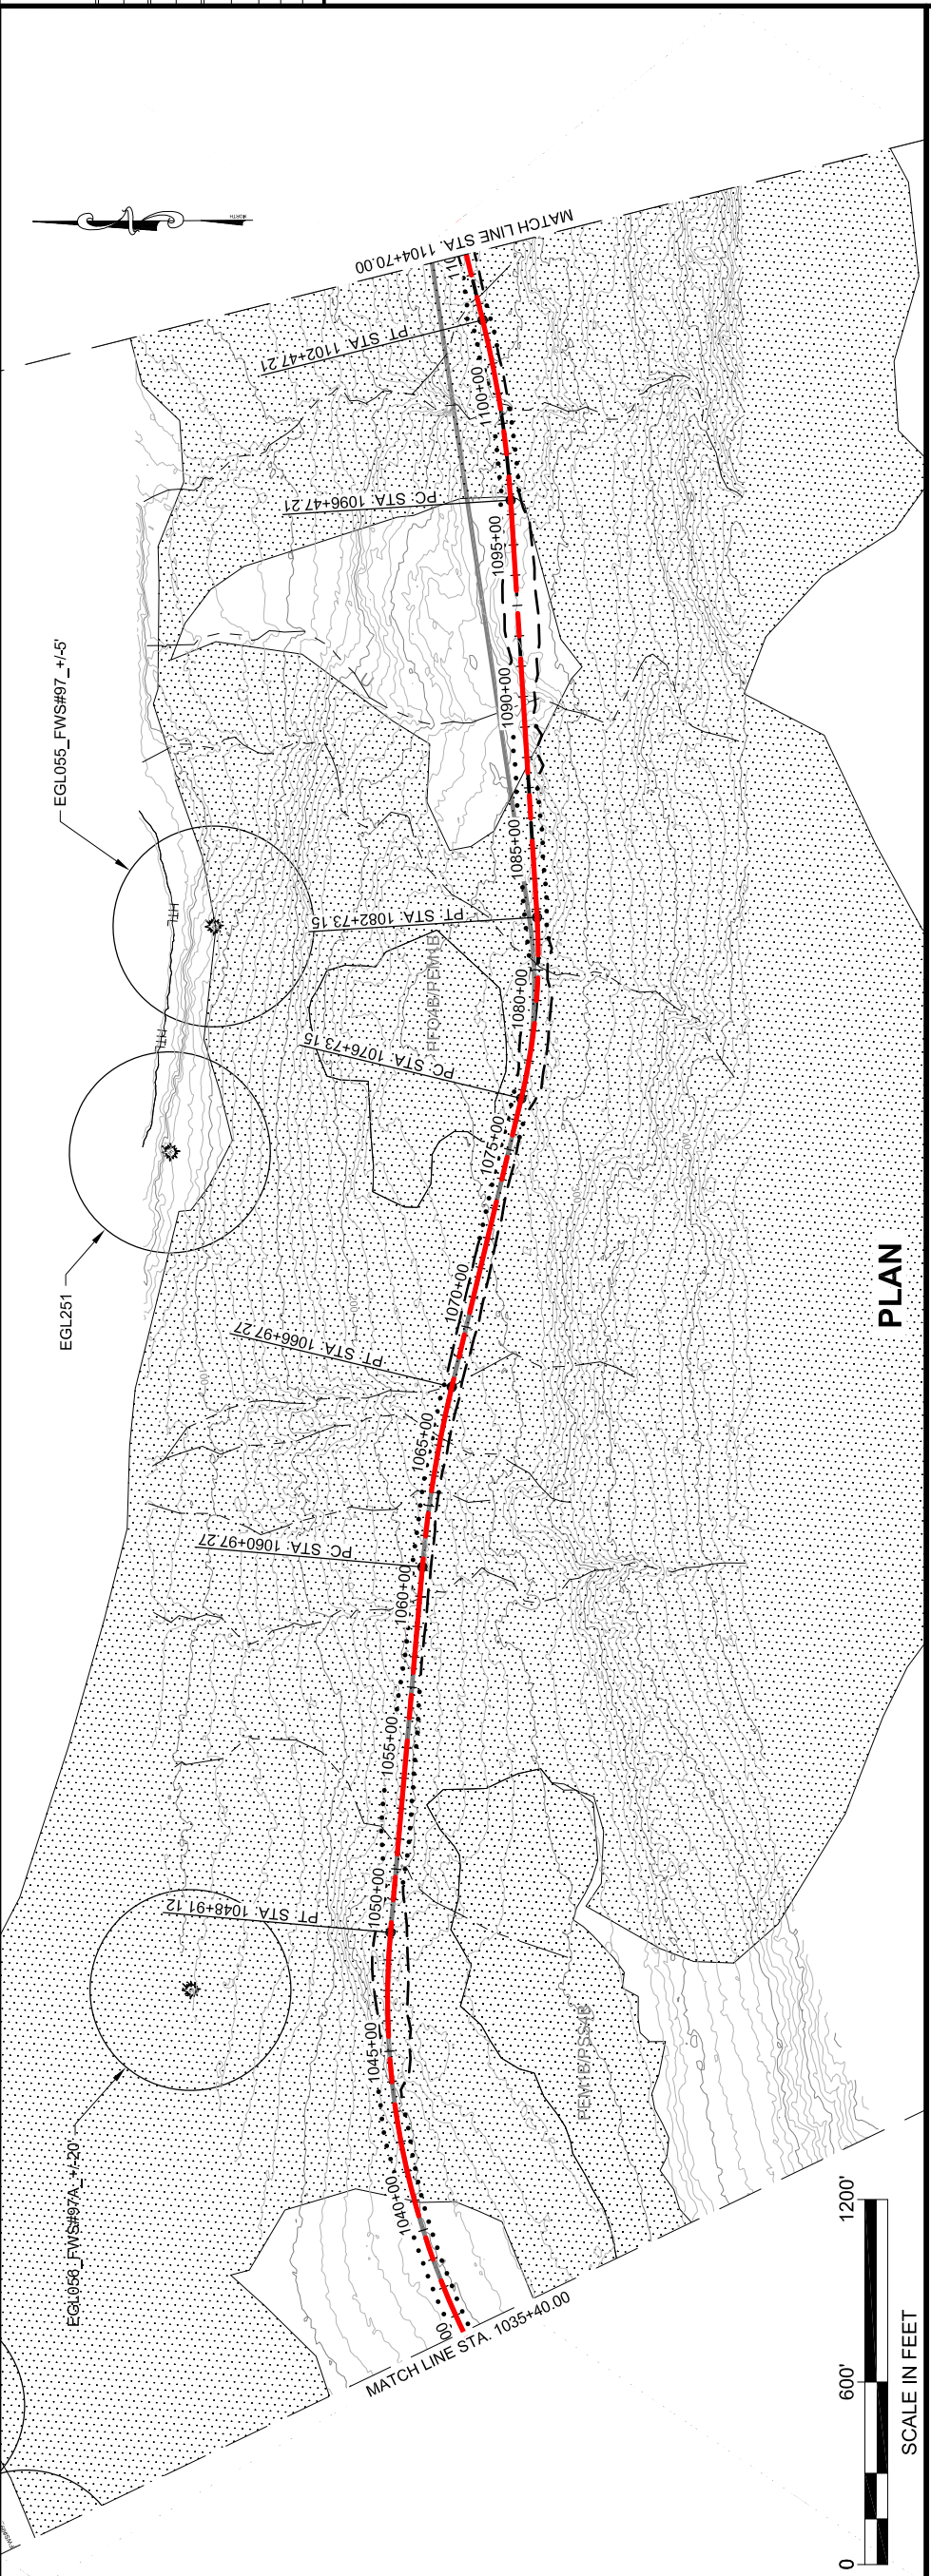 MATCH LINE STA. 1104+70.00
PT STA. 1102+47.21
1100+00
PC STA. 1096+47.21
1095+00
1090+00
EGL055_FWS#97_+/-5'
1085+00
PT STA. 1082+73.15
HTL
1080+00
PC STA. 1076+73.15
HTL
1075+00
EGL251
1070+00
PT STA. 1066+97.27
1065+00
PC STA. 1060+97.27
1060+00
1055+00
1050+00
PT STA. 1048+91.12
1045+00
PEM1B/PSS4B
EGL056_FWS#97A_+/-20'
1040+00
00
MATCH LINE STA. 1035+40.00
PLAN
0
600'
1200'
SCALE IN FEET
NORTH